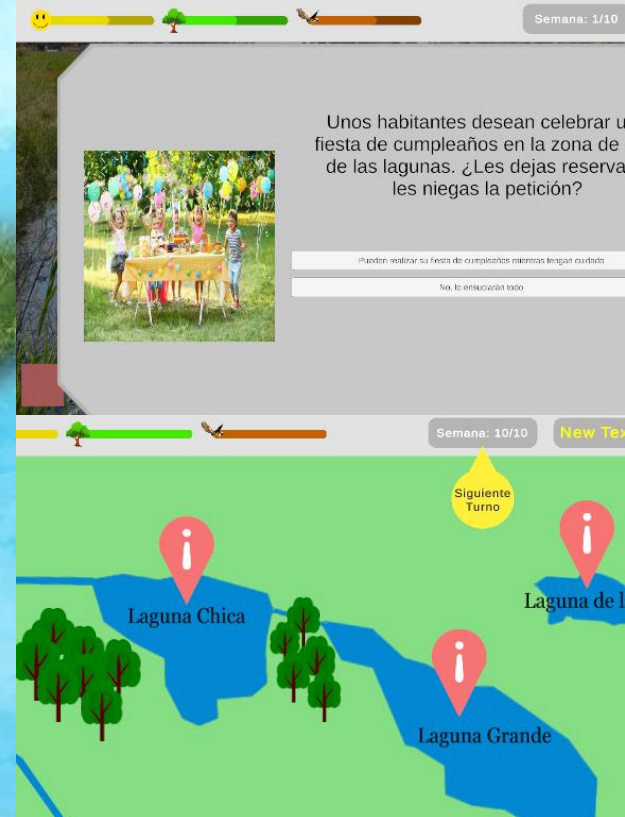 Semana: 1/10
Unos habitantes desean celebrar u
fiesta de cumpleaños en la zona de
de las lagunas. ¿Les dejas reserva
les niegas la petición?
Pueden realizar su fiesta de cumpleaños mientras tengan cuidado
No, lo ensuciarán todo
Semana: 10/10
New Tex
Siguiente
Turno
Laguna Chica
Laguna de l
Laguna Grande